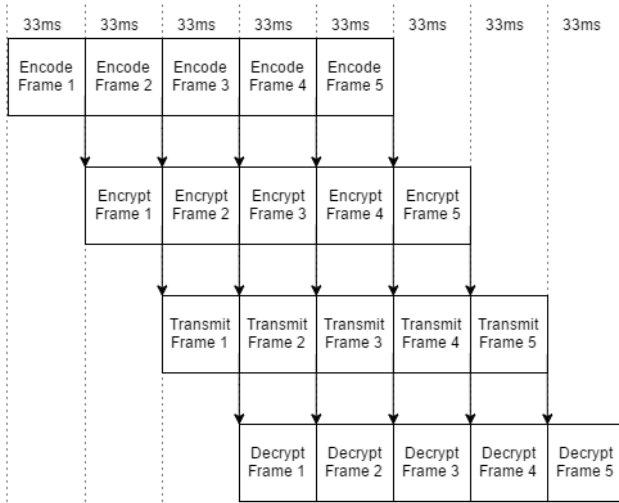 33ms 33ms 33ms 33ms 33ms 33ms 33ms 33ms
Encode Encode Encode Encode Encode
Frame 1 Frame 2 Frame 3 Frame 4 Frame 5
Encrypt Encrypt Encrypt Encrypt Encrypt
Frame 1 Frame 2 Frame 3 Frame 4 Frame 5
Transmit Transmit Transmit Transmit Transmit
Frame 1 Frame 2 Frame 3 Frame 4 Frame 5
Decrypt Decrypt Decrypt Decrypt Decrypt
Frame 1 Frame 2 Frame 3 Frame 4 Frame 5